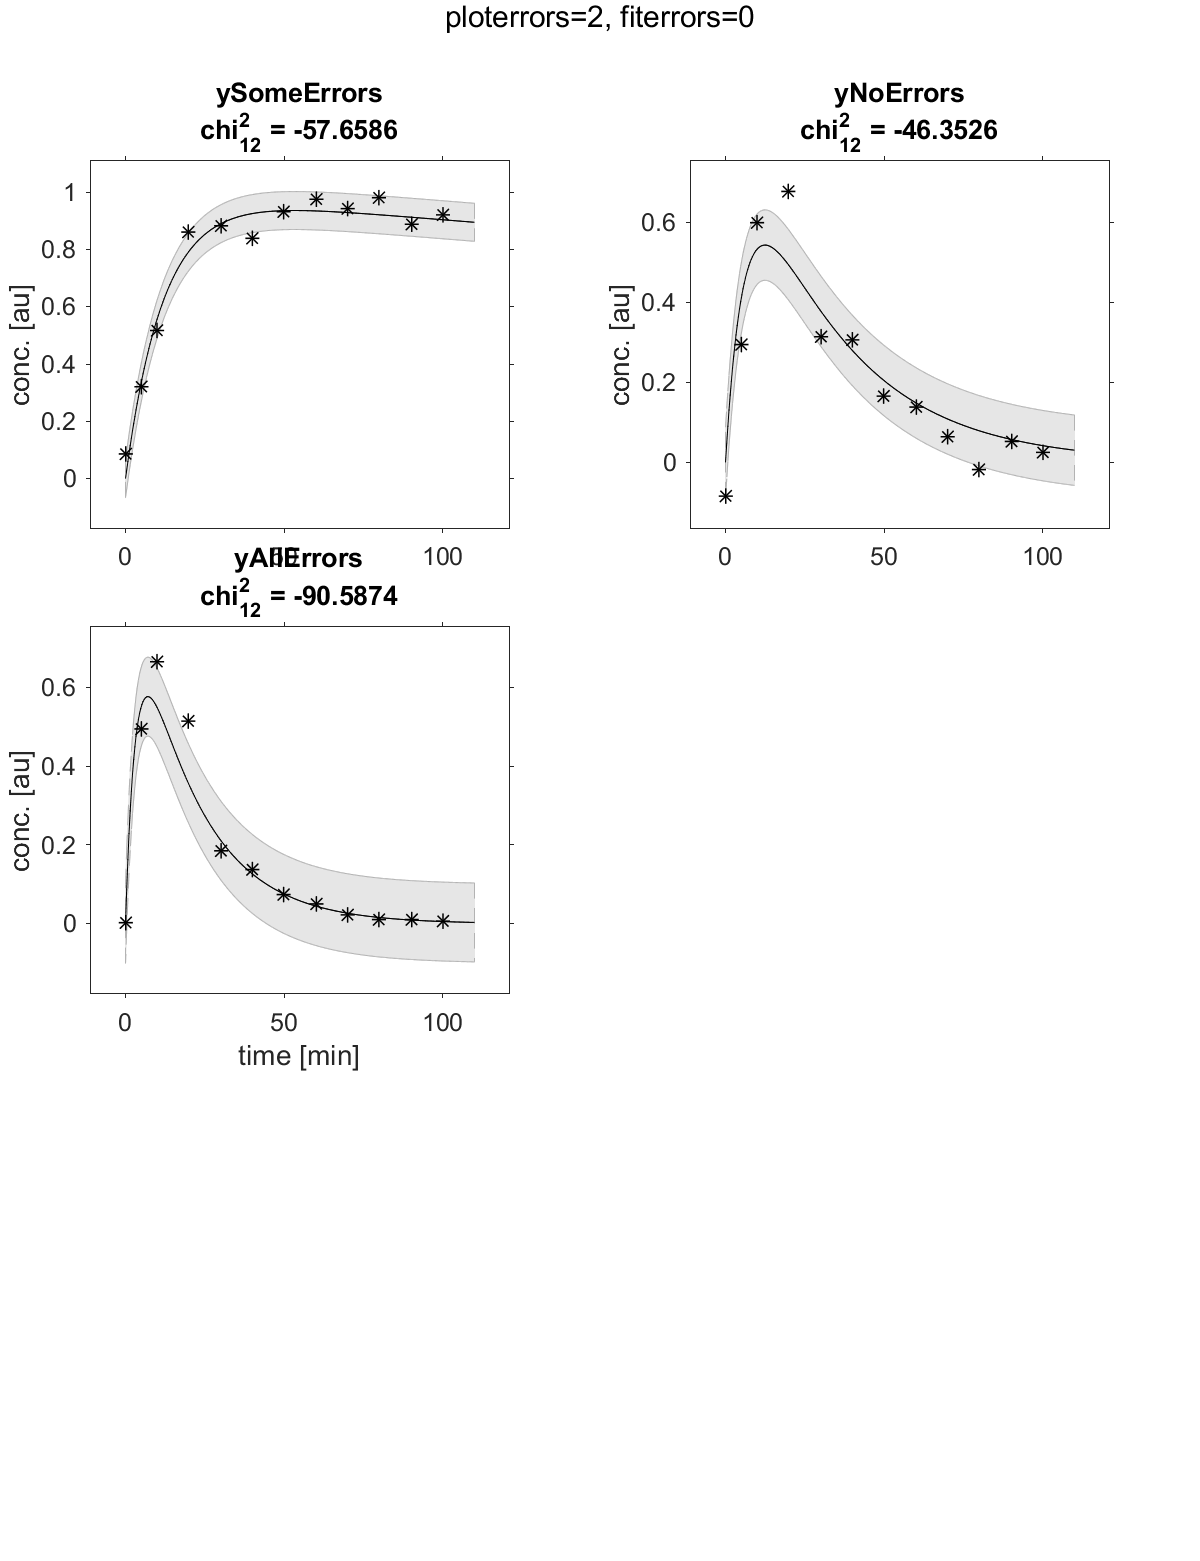 ploterrors=2, fiterrors=0
ySomeErrors
chi²₁₂ = -57.6586
1
0.8
0.6
0.4
0.2
0
conc. [au]
0 50 100
yNoErrors
chi²₁₂ = -46.3526
0.6
0.4
0.2
0
conc. [au]
0 50 100
yAllErrors
chi²₁₂ = -90.5874
0.6
0.4
0.2
0
conc. [au]
0 50 100
time [min]